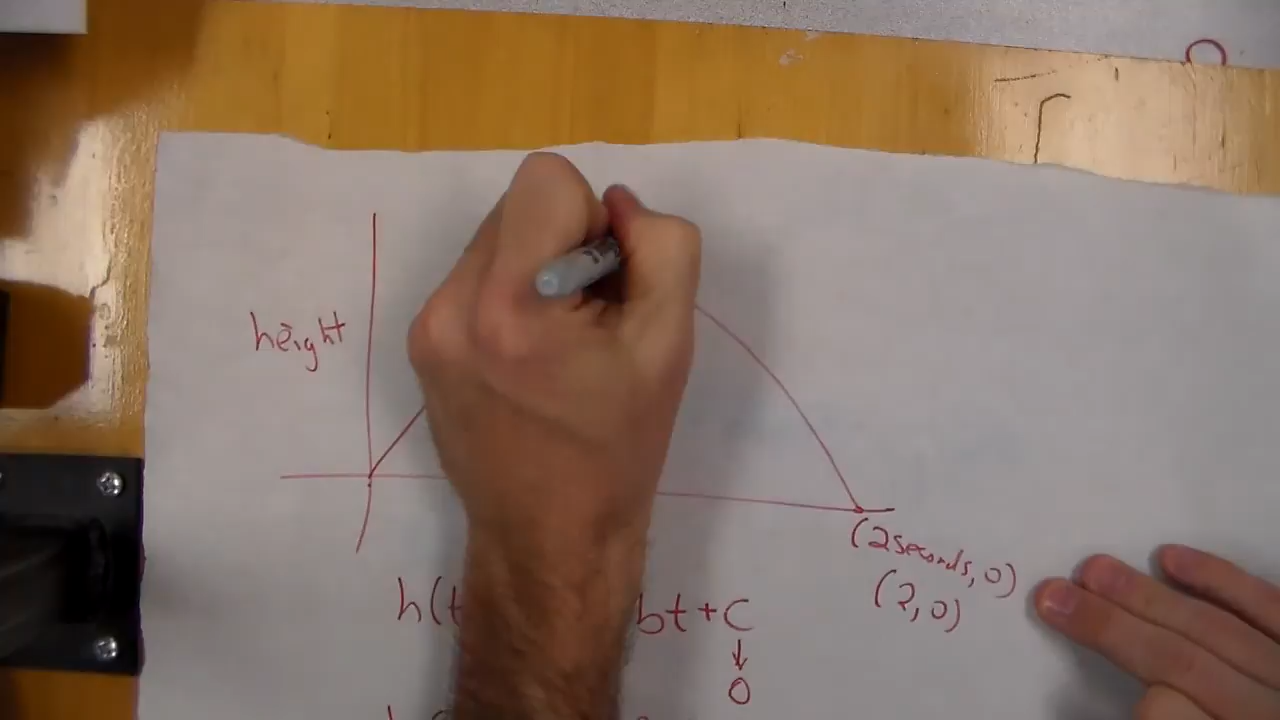 height
(2seconds, 0)
(2, 0)
h(t bt + C
↓
0